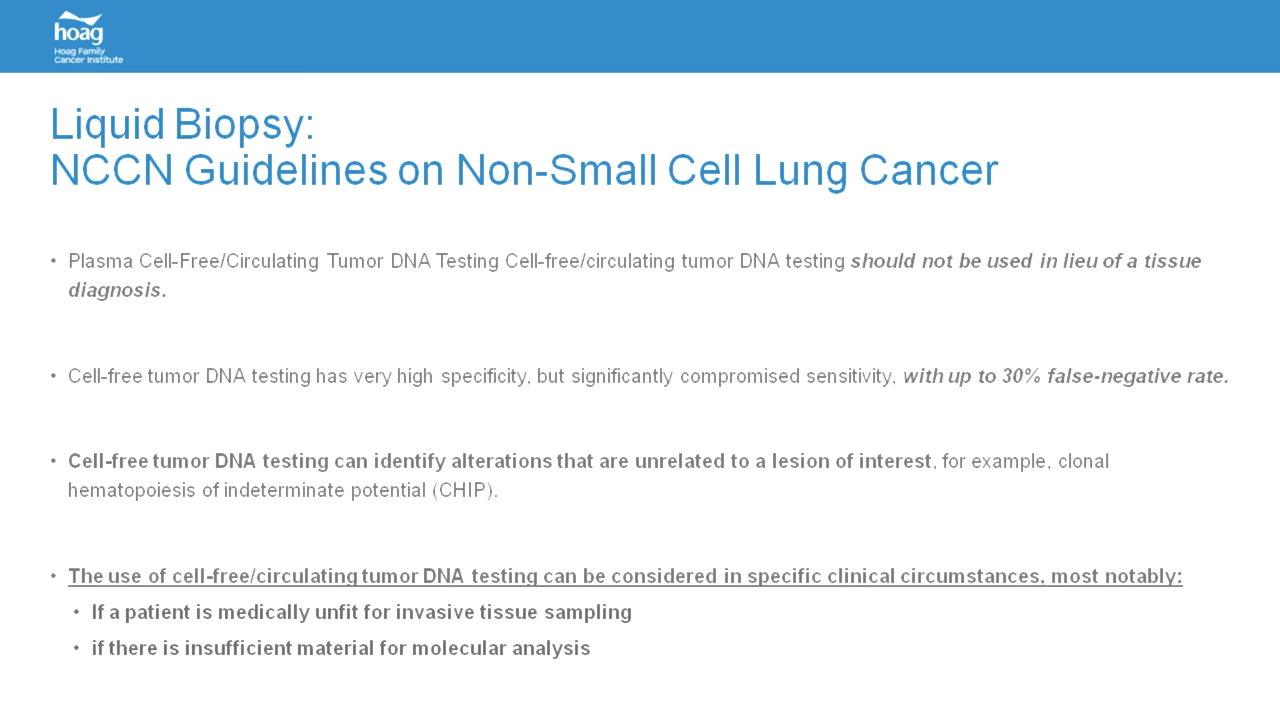 hoag
Hoag Family
Cancer Institute
Liquid Biopsy:
NCCN Guidelines on Non-Small Cell Lung Cancer
• Plasma Cell-Free/Circulating Tumor DNA Testing Cell-free/circulating tumor DNA testing should not be used in lieu of a tissue
diagnosis.
• Cell-free tumor DNA testing has very high specificity, but significantly compromised sensitivity, with up to 30% false-negative rate.
• Cell-free tumor DNA testing can identify alterations that are unrelated to a lesion of interest, for example, clonal
hematopoiesis of indeterminate potential (CHIP).
• The use of cell-free/circulating tumor DNA testing can be considered in specific clinical circumstances, most notably:
• If a patient is medically unfit for invasive tissue sampling
• if there is insufficient material for molecular analysis